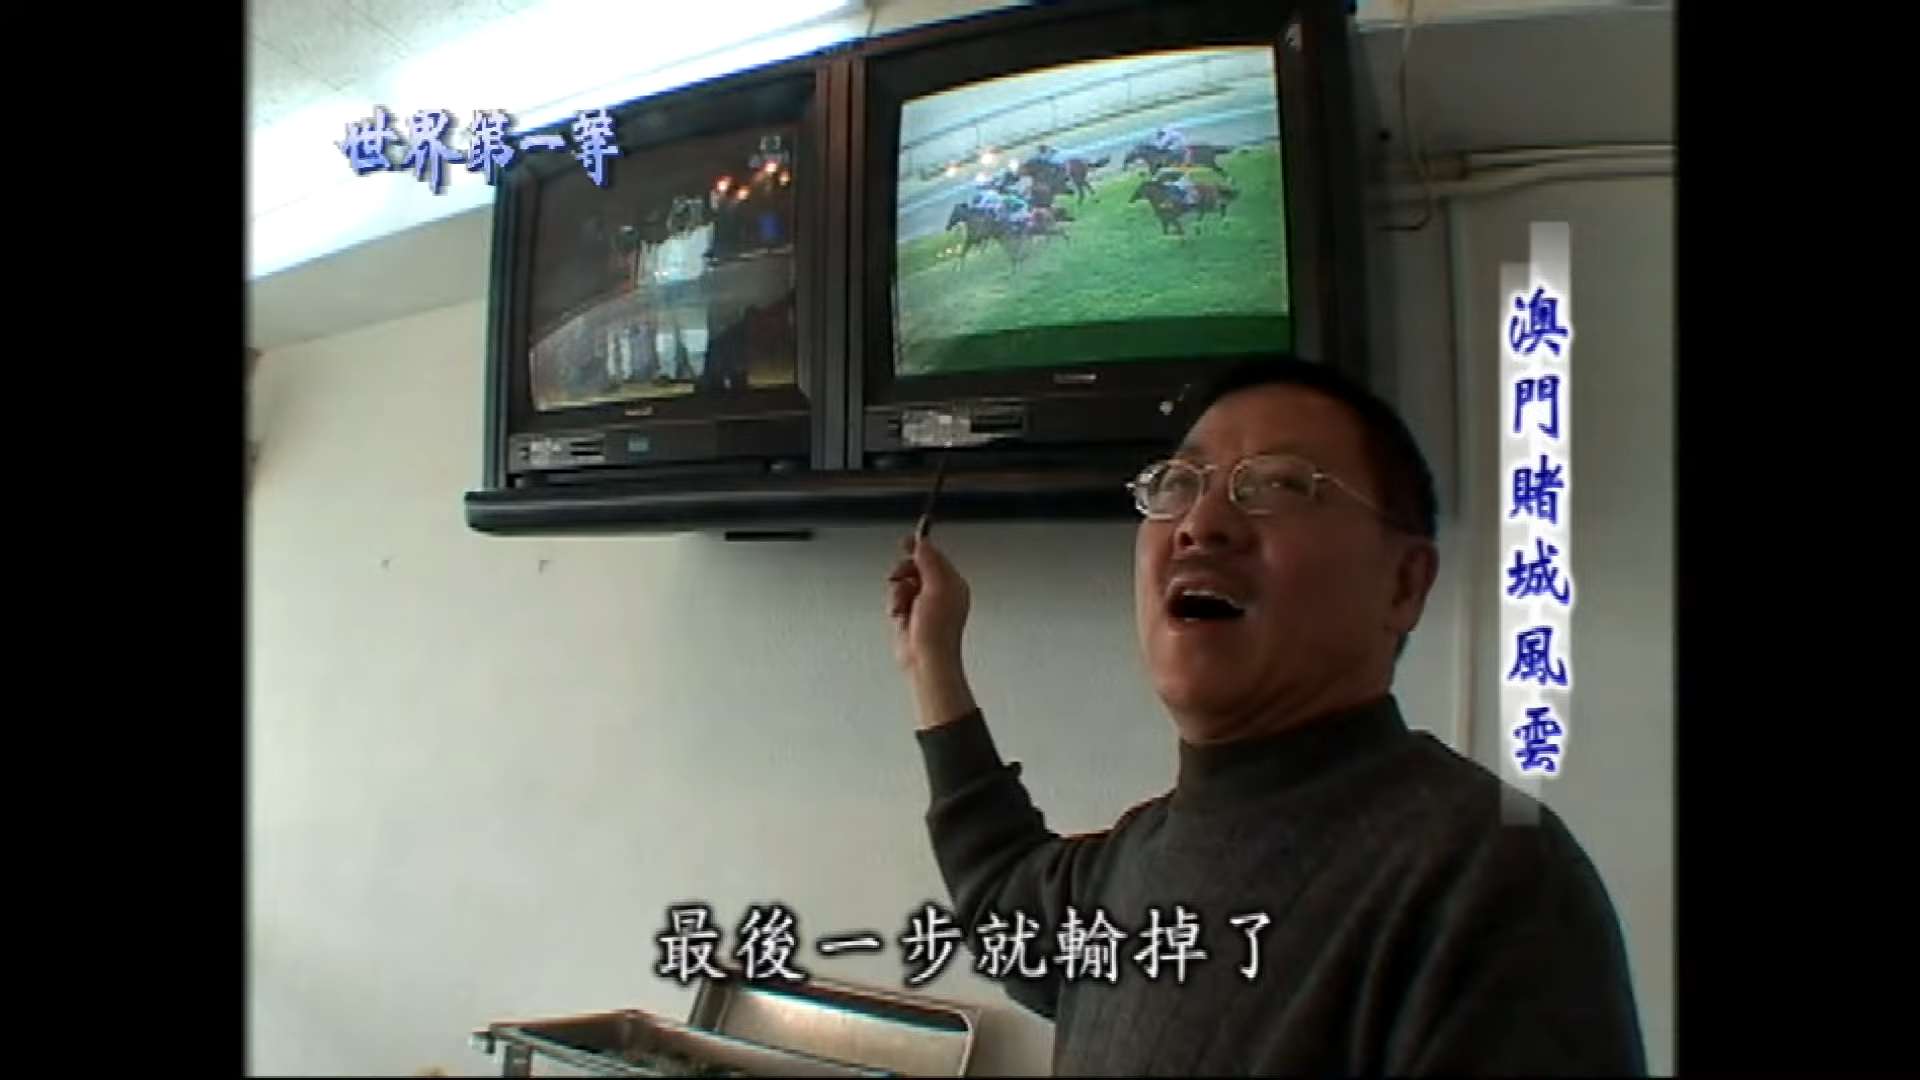 世界第一等
澳門賭城風雲
最後一步就輸掉了